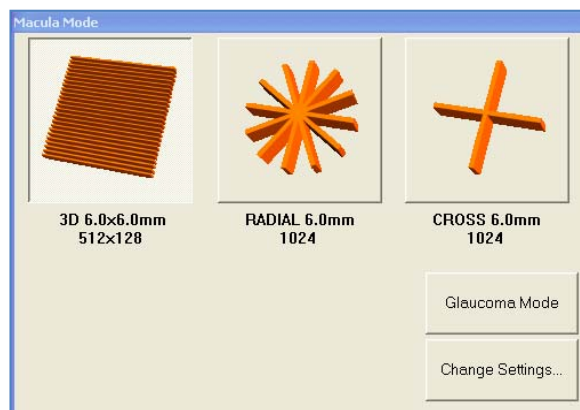 Macula Mode
3D 6.0x6.0mm
512x128
RADIAL 6.0mm
1024
CROSS 6.0mm
1024
Glaucoma Mode
Change Settings...